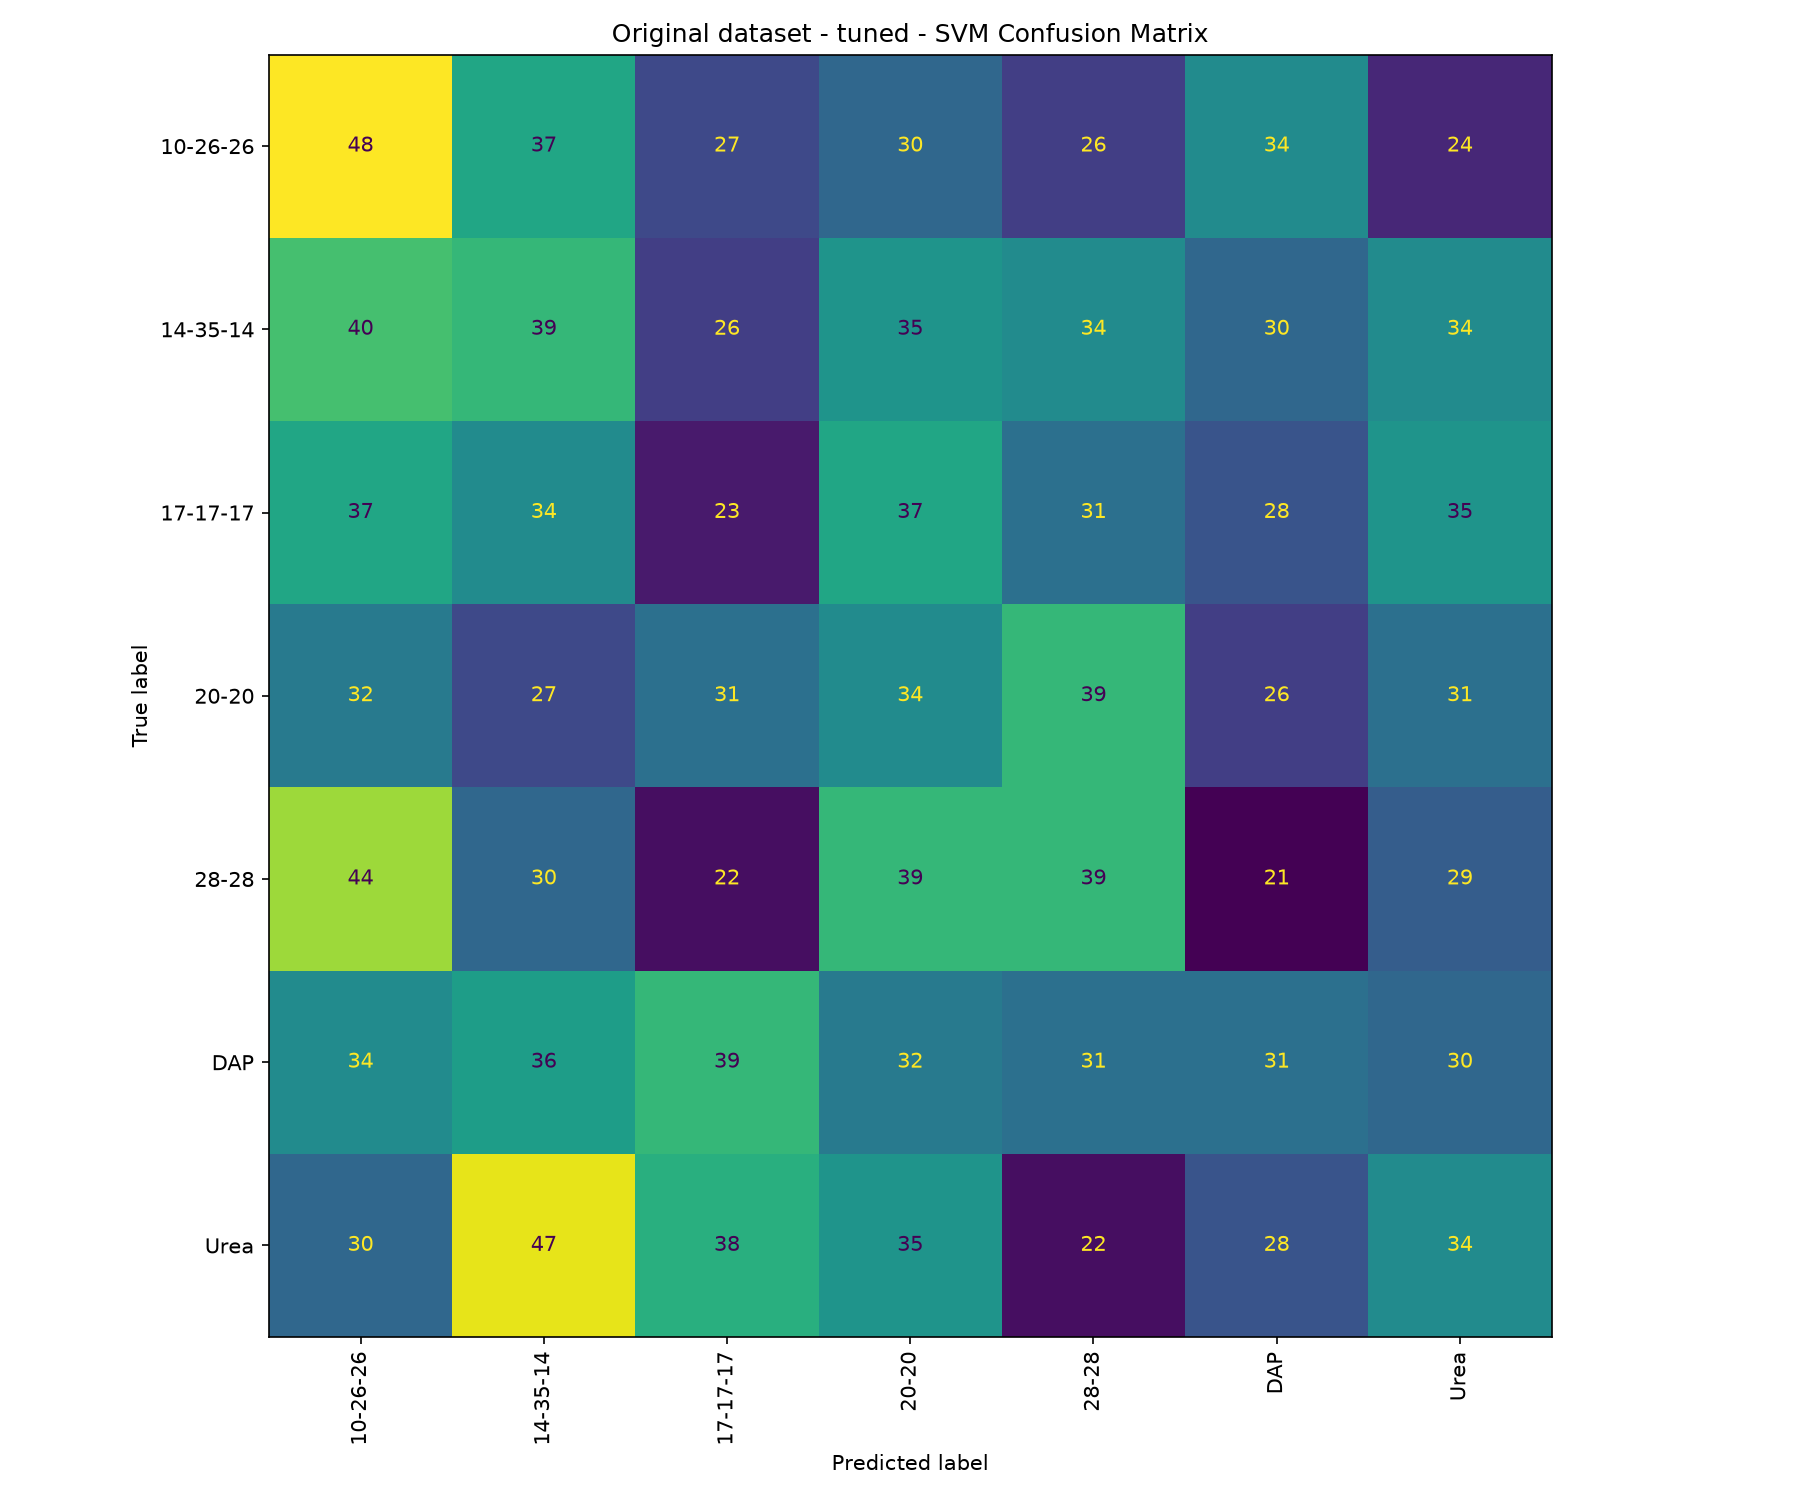 Original dataset - tuned - SVM Confusion Matrix
10-26-26 48 37 27 30 26 34 24
14-35-14 40 39 26 35 34 30 34
17-17-17 37 34 23 37 31 28 35
True label
20-20 32 27 31 34 39 26 31
28-28 44 30 22 39 39 21 29
DAP 34 36 39 32 31 31 30
Urea 30 47 38 35 22 28 34
10-26-26 14-35-14 17-17-17 20-20 28-28 DAP Urea
Predicted label